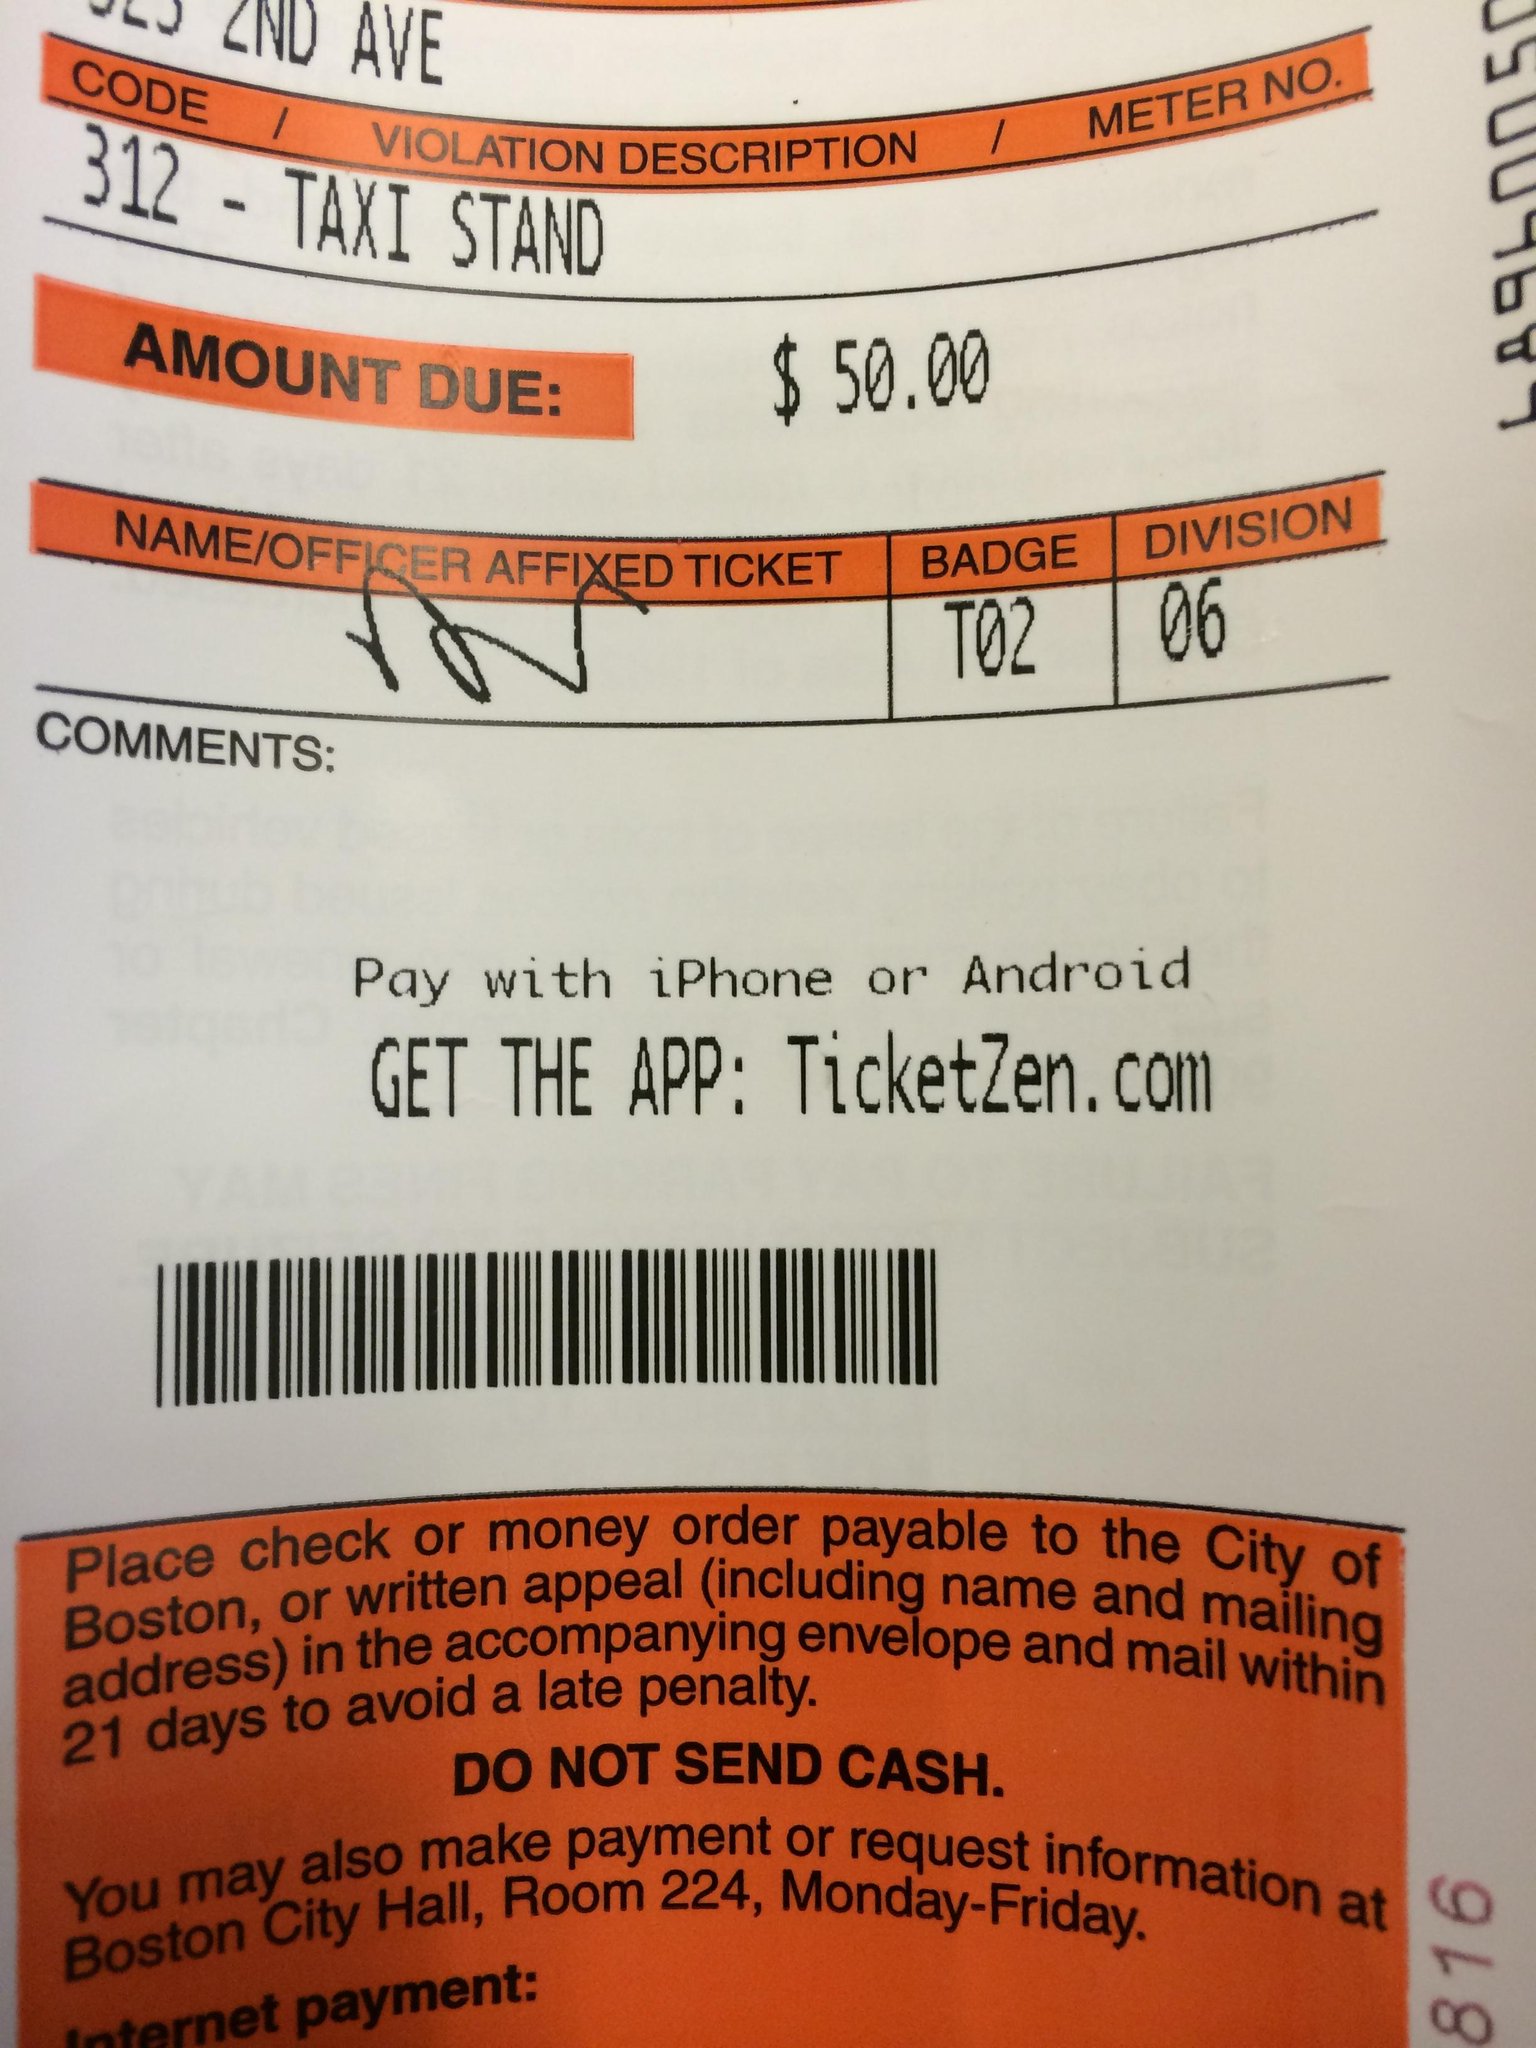 2ND AVE
CODE / VIOLATION DESCRIPTION / METER NO.
312 - TAXI STAND
AMOUNT DUE: $ 50.00
NAME/OFFICER AFFIXED TICKET BADGE DIVISION
T02 06
COMMENTS:
Pay with iPhone or Android
GET THE APP: TicketZen.com
Place check or money order payable to the City of
Boston, or written appeal (including name and mailing
address) in the accompanying envelope and mail within
21 days to avoid a late penalty.
DO NOT SEND CASH.
You may also make payment or request information at
Boston City Hall, Room 224, Monday-Friday.
Internet payment:
816